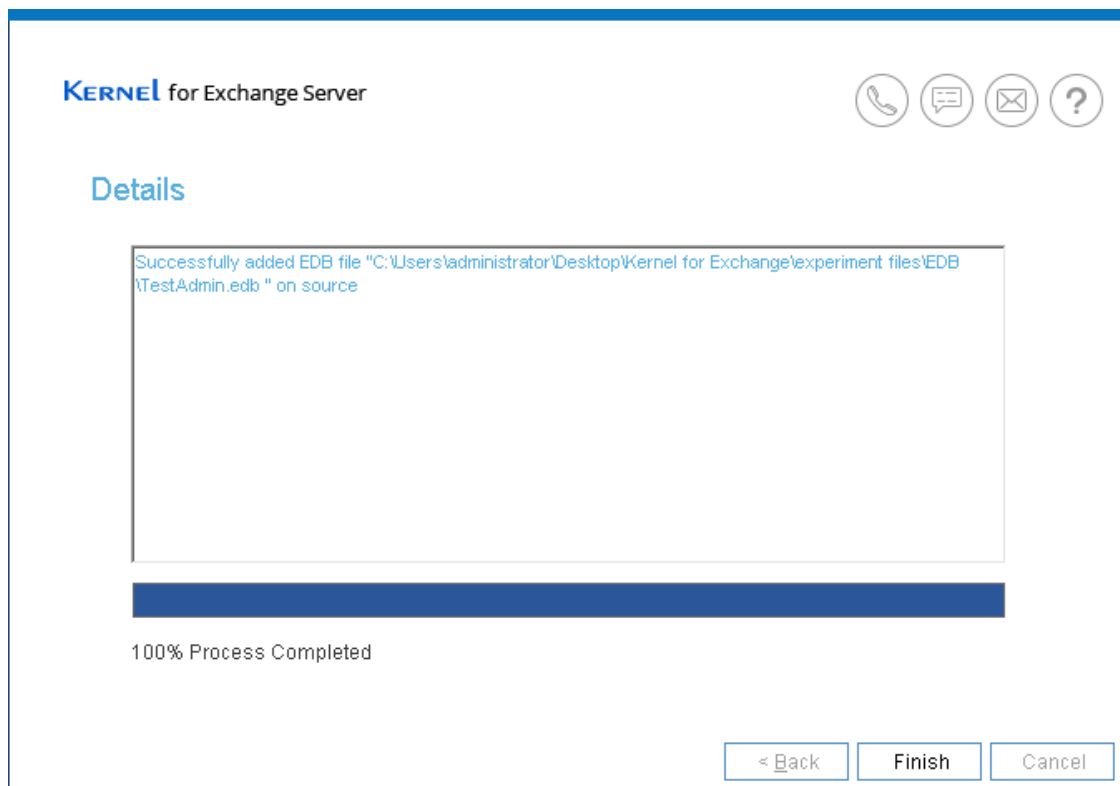 KERNEL for Exchange Server
?
Details
Successfully added EDB file "C:\Users\administrator\Desktop\Kernel for Exchange\experiment files\EDB
\TestAdmin.edb " on source
100% Process Completed
< Back Finish Cancel